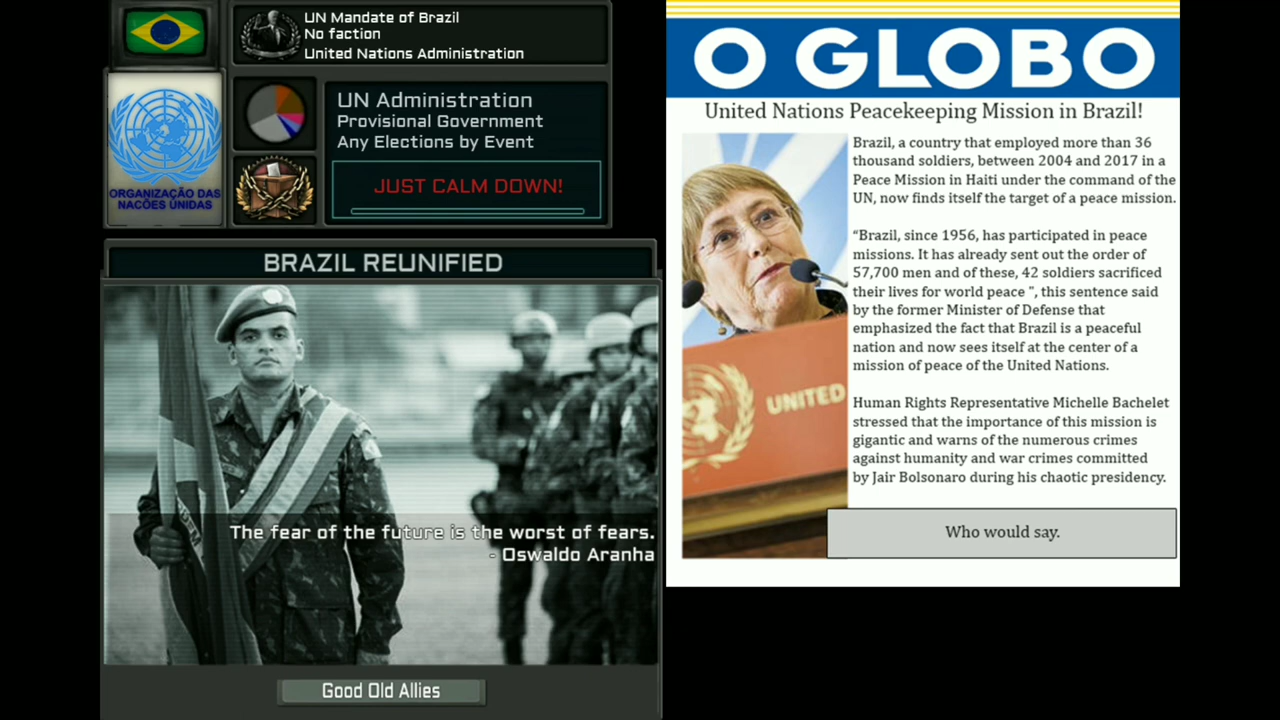 UN Mandate of Brazil
No faction
United Nations Administration
UN Administration
Provisional Government
Any Elections by Event
JUST CALM DOWN!
ORGANIZAÇÃO DAS
NACÕES UNIDAS
BRAZIL REUNIFIED
The fear of the future is the worst of fears.
- Oswaldo Aranha
Good Old Allies
O GLOBO
United Nations Peacekeeping Mission in Brazil!
Brazil, a country that employed more than 36
thousand soldiers, between 2004 and 2017 in a
Peace Mission in Haiti under the command of the
UN, now finds itself the target of a peace mission.
“Brazil, since 1956, has participated in peace
missions. It has already sent out the order of
57,700 men and of these, 42 soldiers sacrificed
their lives for world peace ", this sentence said
by the former Minister of Defense that
emphasized the fact that Brazil is a peaceful
nation and now sees itself at the center of a
mission of peace of the United Nations.
Human Rights Representative Michelle Bachelet
stressed that the importance of this mission is
gigantic and warns of the numerous crimes
against humanity and war crimes committed
by Jair Bolsonaro during his chaotic presidency.
UNITED
Who would say.